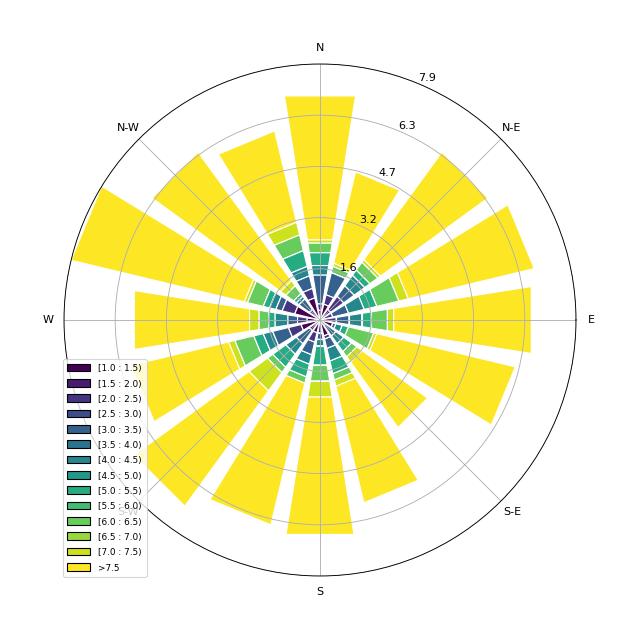 N
7.9
N-W
6.3
N-E
4.7
3.2
1.6
W
E
[1.0 : 1.5)
[1.5 : 2.0)
[2.0 : 2.5)
[2.5 : 3.0)
[3.0 : 3.5)
[3.5 : 4.0)
[4.0 : 4.5)
[4.5 : 5.0)
[5.0 : 5.5)
[5.5 : 6.0)
[6.0 : 6.5)
[6.5 : 7.0)
[7.0 : 7.5)
>7.5
S-W
S-E
S